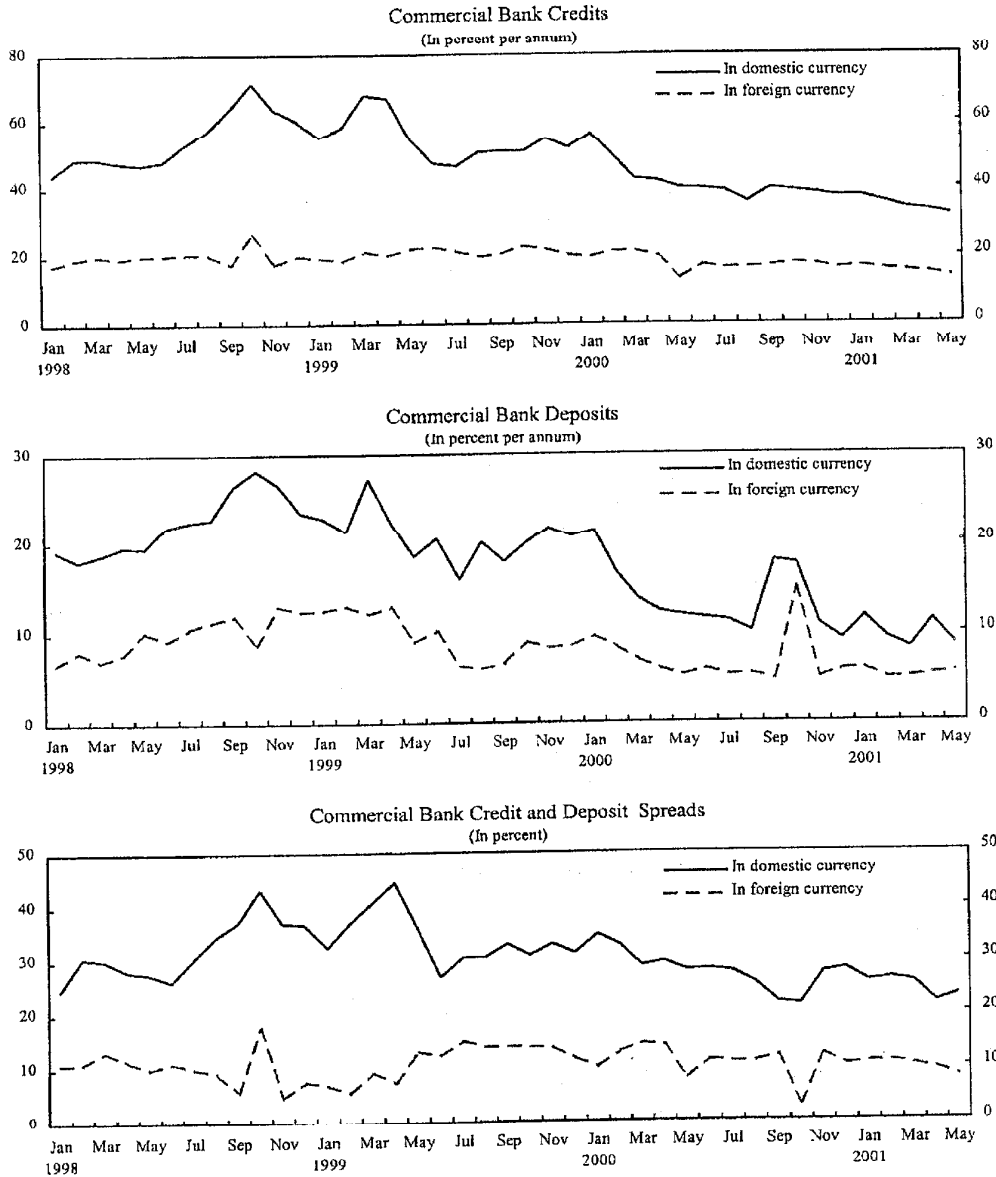 Commercial Bank Credits
(In percent per annum)
80 80
In domestic currency
In foreign currency
60 60
40 40
20 20
0 0
Jan Mar May Jul Sep Nov Jan Mar May Jul Sep Nov Jan Mar May Jul Sep Nov Jan Mar May
1998 1999 2000 2001
Commercial Bank Deposits
(In percent per annum)
30 30
In domestic currency
In foreign currency
20 20
10 10
0 0
Jan Mar May Jul Sep Nov Jan Mar May Jul Sep Nov Jan Mar May Jul Sep Nov Jan Mar May
1998 1999 2000 2001
Commercial Bank Credit and Deposit Spreads
(In percent)
50 50
In domestic currency
In foreign currency
40 40
30 30
20 20
10 10
0 0
Jan Mar May Jul Sep Nov Jan Mar May Jul Sep Nov Jan Mar May Jul Sep Nov Jan Mar May
1998 1999 2000 2001